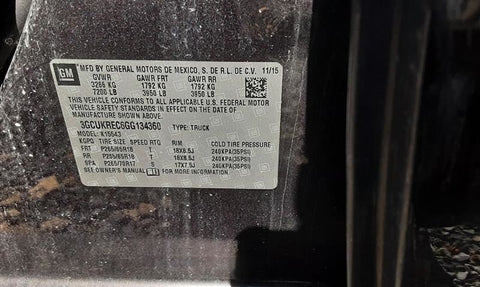 GM
MFD BY GENERAL MOTORS DE MEXICO, S. DE R.L. DE C.V. 11/15
GVWR GAWR FRT GAWR RR
3266 KG 1792 KG 1792 KG
7200 LB 3950 LB 3950 LB
THIS VEHICLE CONFORMS TO ALL APPLICABLE U.S. FEDERAL MOTOR
VEHICLE SAFETY STANDARDS IN EFFECT ON THE DATE OF
MANUFACTURE SHOWN ABOVE.
3GCUKREC6GG134360 TYPE: TRUCK
MODEL: K15543
TIRE SIZE SPEED RTG RIM COLD TIRE PRESSURE
FRT P265/65R18 T 18X8.5J 240KPA(35PSI)
RR P265/65R18 T 18X8.5J 240KPA(35PSI)
SPA P265/70R17 S 17X7.5J 240KPA(35PSI)
SEE OWNER'S MANUAL FOR MORE INFORMATION.